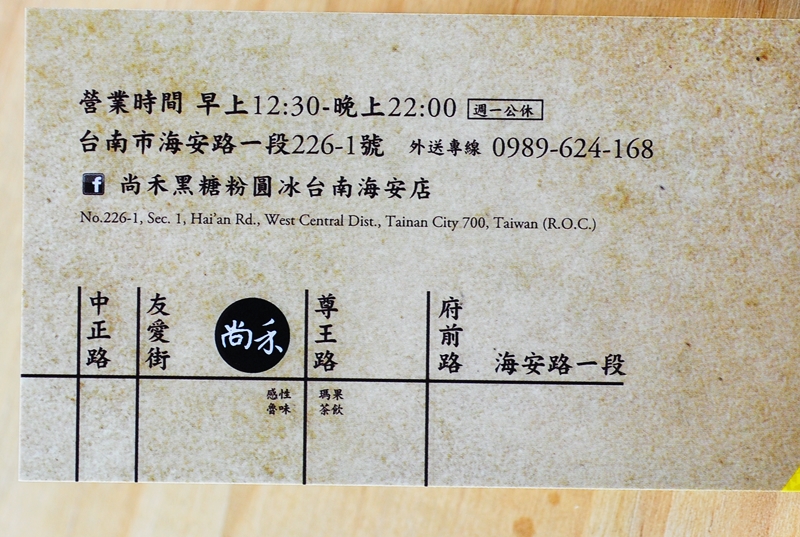 營業時間 早上12:30-晚上22:00 週一公休
台南市海安路一段226-1號 外送專線 0989-624-168
f 尚禾黑糖粉圓冰台南海安店
No.226-1, Sec. 1, Hai'an Rd., West Central Dist., Tainan City 700, Taiwan (R.O.C.)
中正路
友愛街
尚禾
尊王路
府前路
海安路一段
感性
魯味
瑪果
茶飲